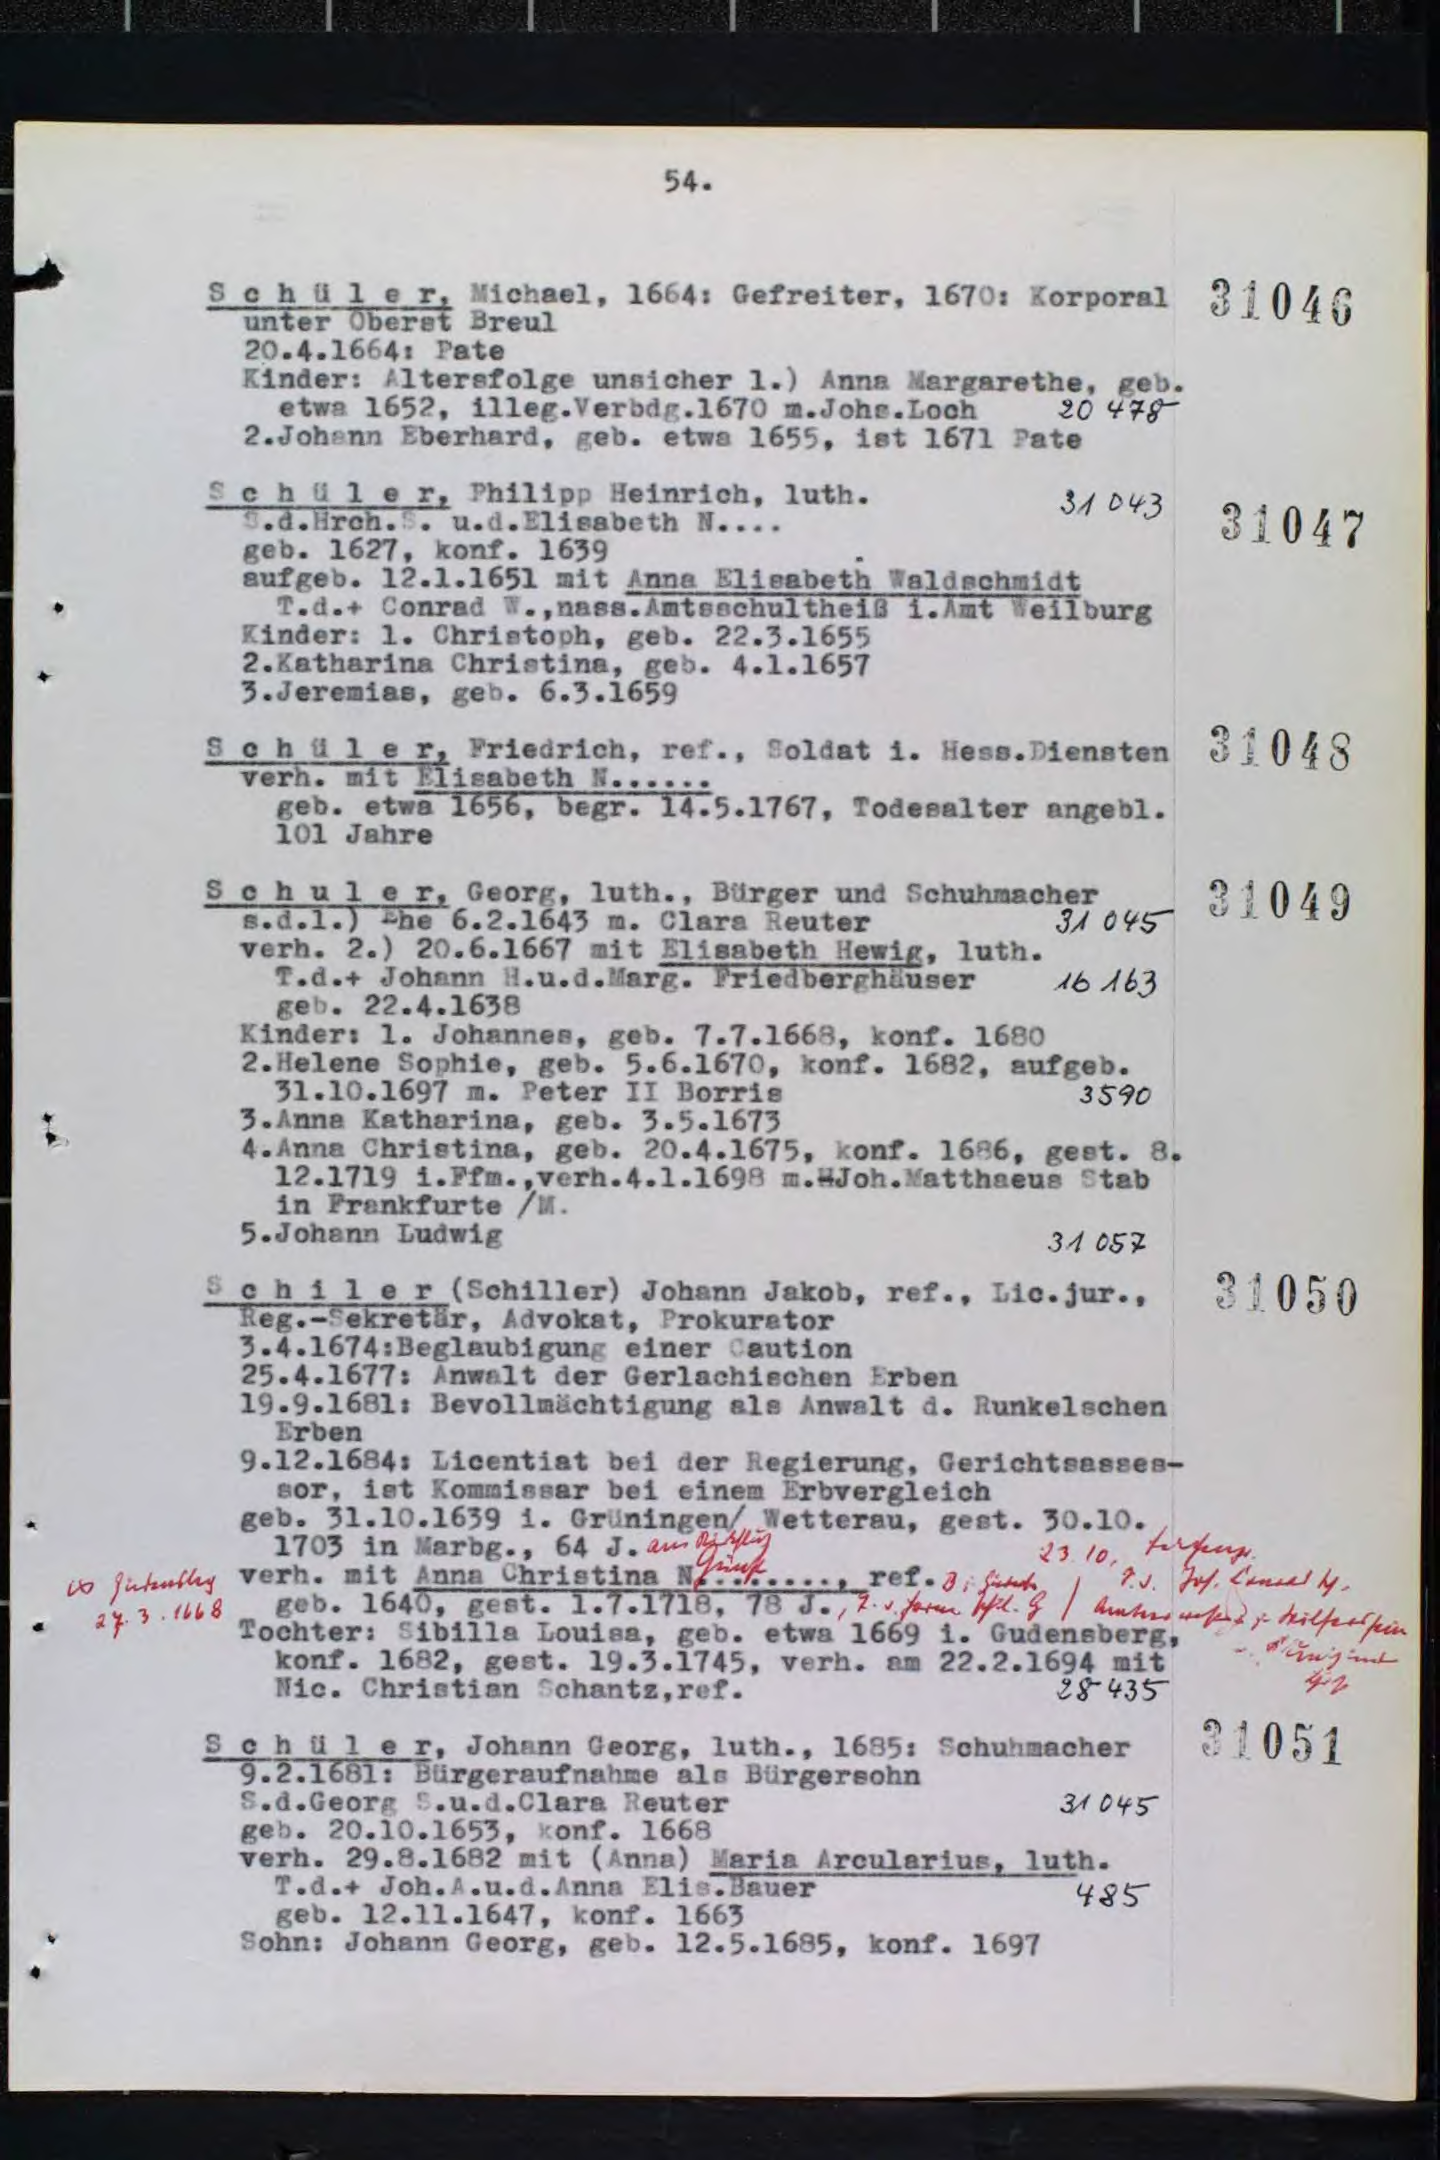 54.
S c h ü l e r, Michael, 1664: Gefreiter, 1670: Korporal 31046
unter Oberst Breul
20.4.1664: Pate
Kinder: Altersfolge unsicher 1.) Anna Margarethe, geb.
etwa 1652, illeg.Verbdg.1670 m.Johs.Loch 20 478
2.Johann Eberhard, geb. etwa 1655, ist 1671 Pate
S c h ü l e r, Philipp Heinrich, luth. 31 043 31047
S.d.Hrch.S. u.d.Elisabeth N....
geb. 1627, konf. 1639
aufgeb. 12.1.1651 mit Anna Elisabeth Waldschmidt
T.d.+ Conrad W.,nass.Amtsschultheiß i.Amt Weilburg
Kinder: 1. Christoph, geb. 22.3.1655
2.Katharina Christina, geb. 4.1.1657
3.Jeremias, geb. 6.3.1659
S c h ü l e r, Friedrich, ref., Soldat i. Hess.Diensten 31048
verh. mit Elisabeth N......
geb. etwa 1656, begr. 14.5.1767, Todesalter angebl.
101 Jahre
S c h u l e r, Georg, luth., Bürger und Schuhmacher 31049
s.d.1.) Ehe 6.2.1643 m. Clara Reuter 31 045
verh. 2.) 20.6.1667 mit Elisabeth Hewig, luth.
T.d.+ Johann H.u.d.Marg. Friedberghäuser 16 163
geb. 22.4.1638
Kinder: 1. Johannes, geb. 7.7.1668, konf. 1680
2.Helene Sophie, geb. 5.6.1670, konf. 1682, aufgeb.
31.10.1697 m. Peter II Borris 3590
3.Anna Katharina, geb. 3.5.1673
4.Anna Christina, geb. 20.4.1675, konf. 1686, gest. 8.
12.1719 i.Ffm.,verh.4.1.1698 m.Joh.Matthaeus Stab
in Frankfurte /M.
5.Johann Ludwig 31 057
S c h i l e r (Schiller) Johann Jakob, ref., Lic.jur., 31050
Reg.-Sekretär, Advokat, Prokurator
3.4.1674:Beglaubigung einer Caution
25.4.1677: Anwalt der Gerlachischen Erben
19.9.1681: Bevollmächtigung als Anwalt d. Runkelschen
Erben
9.12.1684: Licentiat bei der Regierung, Gerichtsasses-
sor, ist Kommissar bei einem Erbvergleich
geb. 31.10.1639 i. Grüningen/ Wetterau, gest. 30.10.
1703 in Marbg., 64 J. 23.10.
verh. mit Anna Christina N........., ref.
geb. 1640, gest. 1.7.1718, 78 J.,
27.3.1668
Tochter: Sibilla Louisa, geb. etwa 1669 i. Gudensberg,
konf. 1682, gest. 19.3.1745, verh. am 22.2.1694 mit
Nic. Christian Schantz,ref. 28 435
S c h ü l e r, Johann Georg, luth., 1685: Schuhmacher 31051
9.2.1681: Bürgeraufnahme als Bürgersohn
S.d.Georg S.u.d.Clara Reuter 31 045
geb. 20.10.1653, konf. 1668
verh. 29.8.1682 mit (Anna) Maria Arcularius, luth.
T.d.+ Joh.A.u.d.Anna Elis.Bauer 485
geb. 12.11.1647, konf. 1663
Sohn: Johann Georg, geb. 12.5.1685, konf. 1697